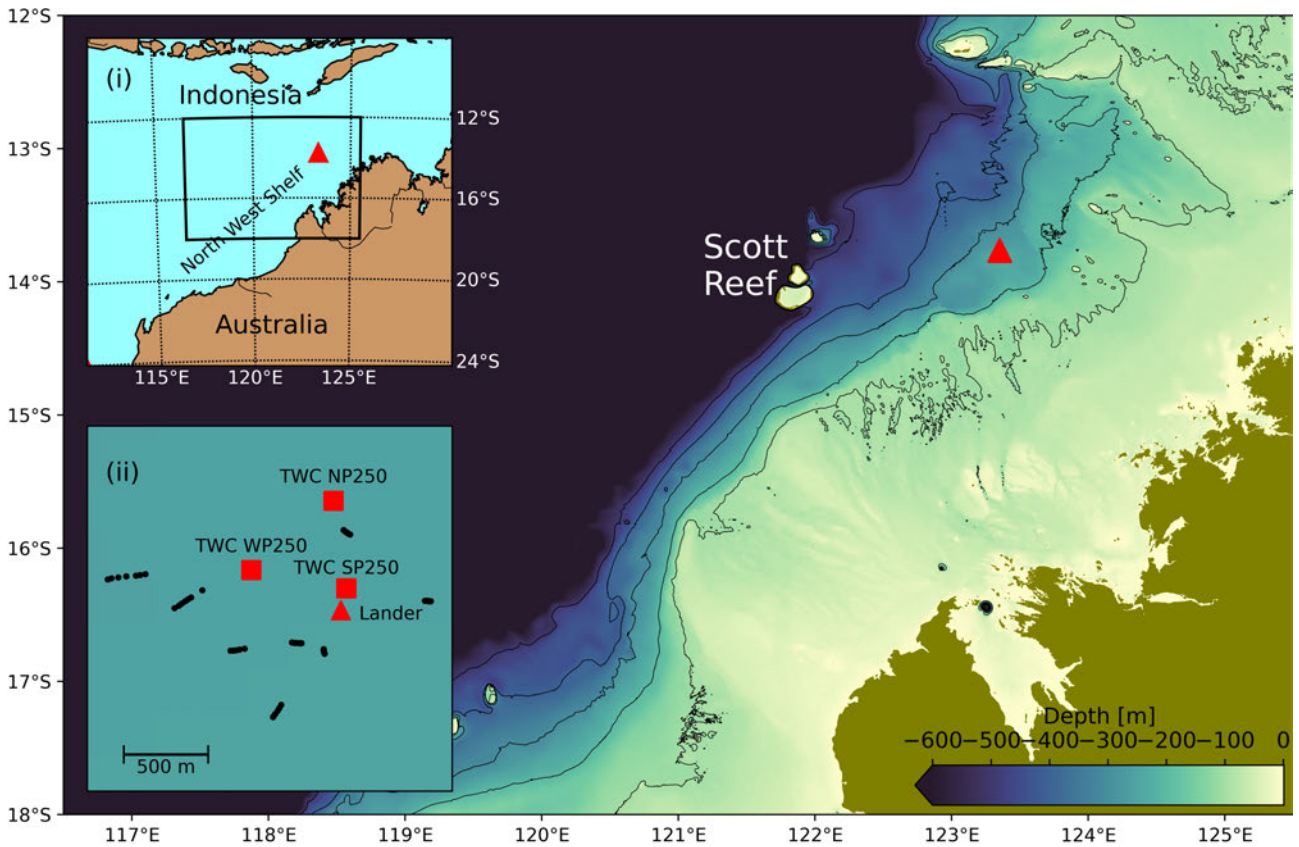 12°S
13°S
14°S
15°S
16°S
17°S
18°S
(i)
Indonesia
North West Shelf
Australia
12°S
16°S
20°S
24°S
115°E 120°E 125°E
Scott
Reef
(ii)
TWC NP250
TWC WP250
TWC SP250
Lander
500 m
Depth [m]
−600 −500 −400 −300 −200 −100 0
117°E 118°E 119°E 120°E 121°E 122°E 123°E 124°E 125°E